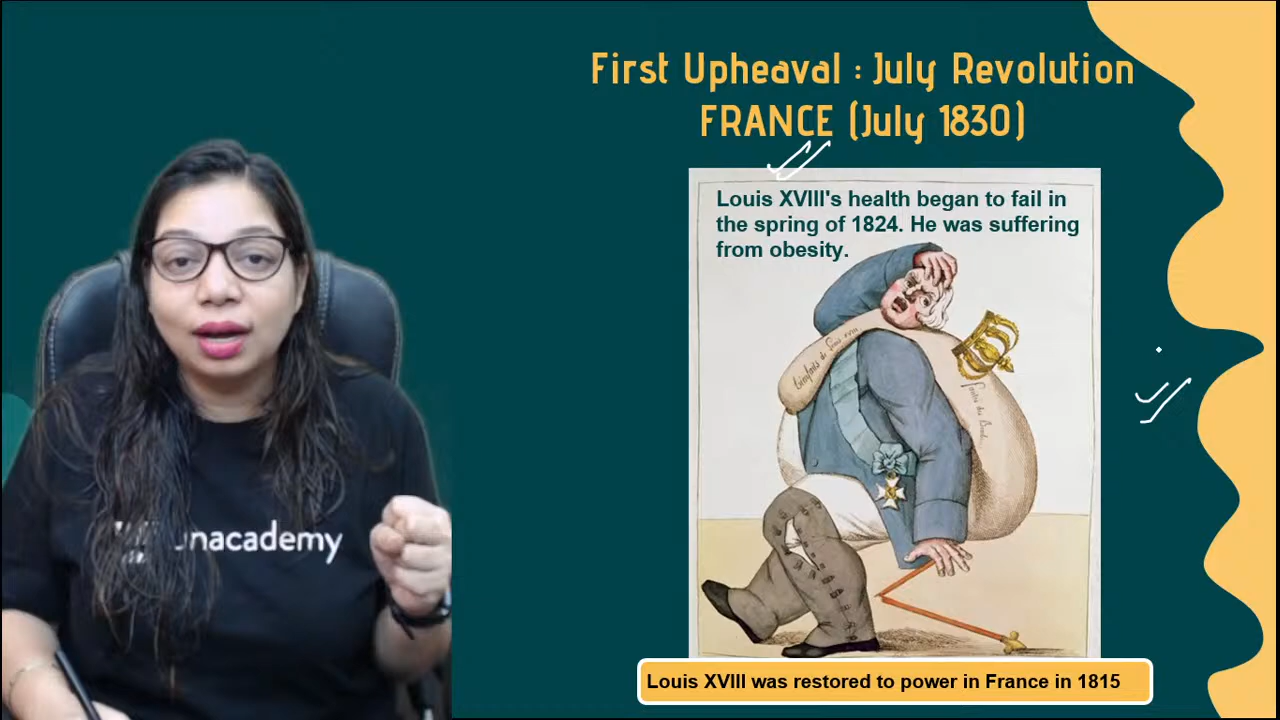 First Upheaval : July Revolution
FRANCE (July 1830)
Louis XVIII's health began to fail in
the spring of 1824. He was suffering
from obesity.
nacademy
Louis XVIII was restored to power in France in 1815